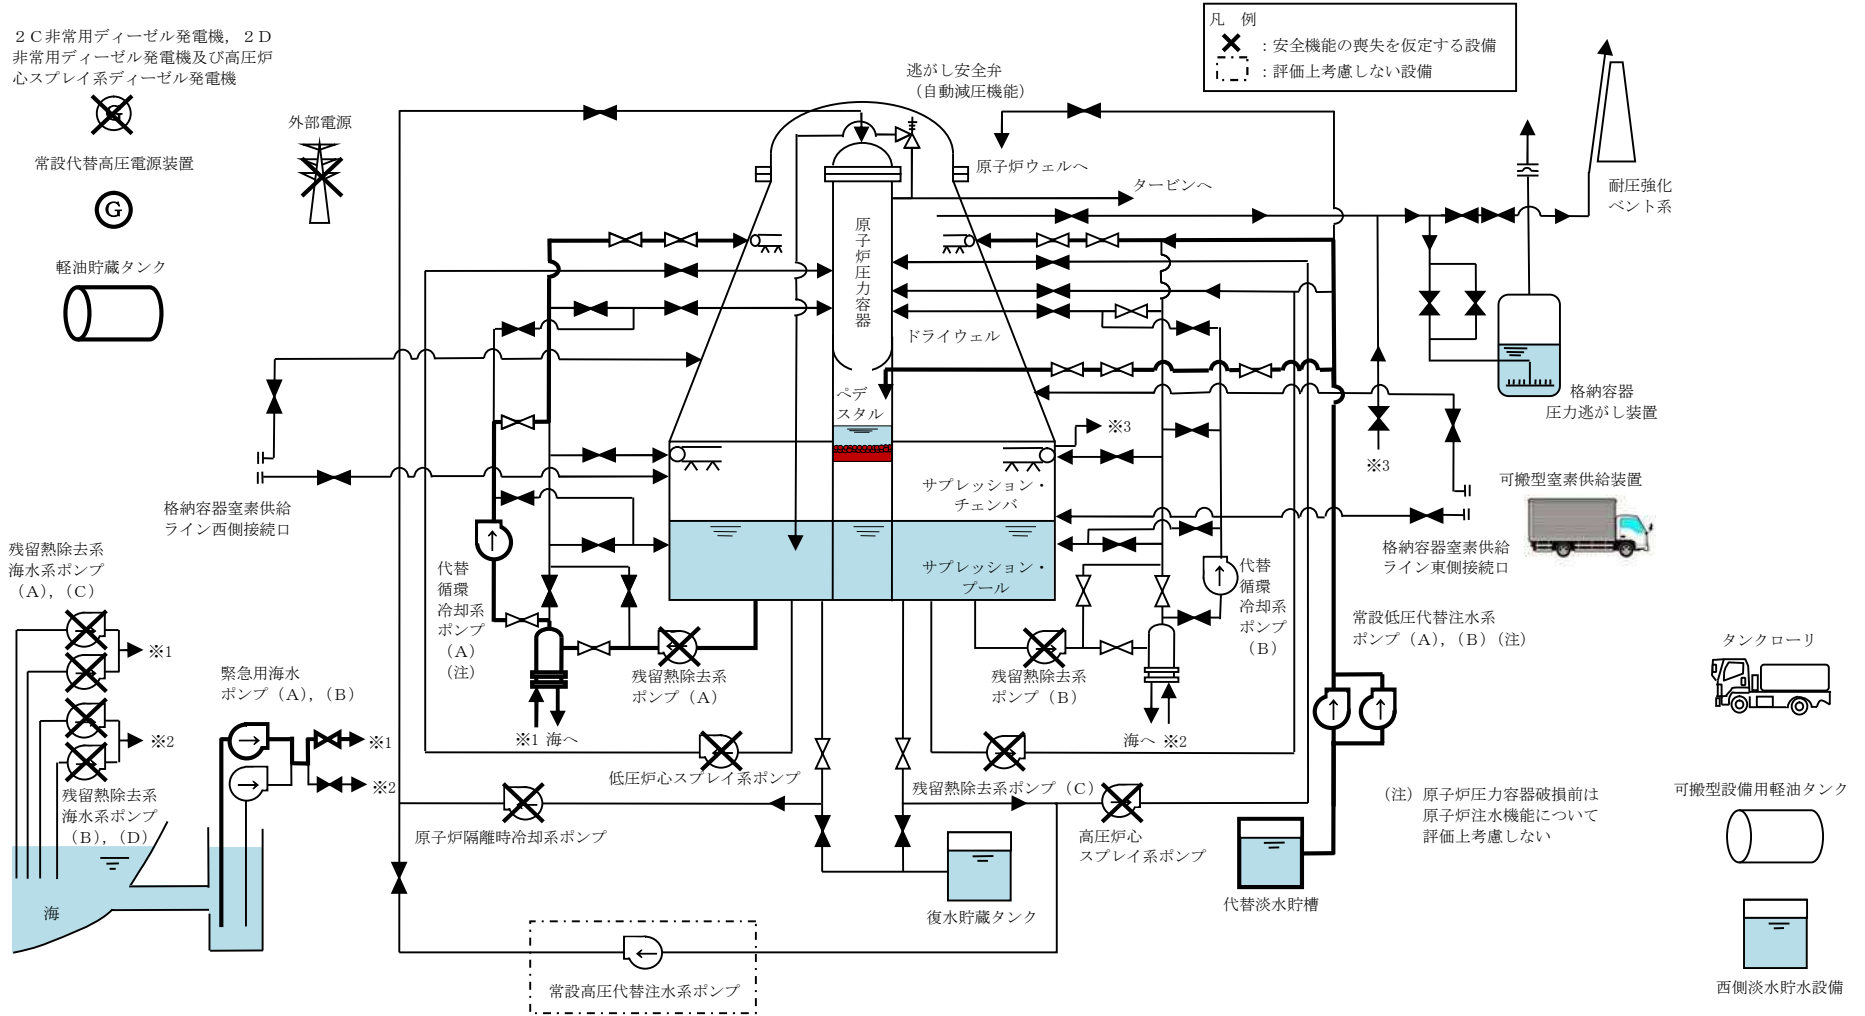 ２Ｃ非常用ディーゼル発電機，２Ｄ
非常用ディーゼル発電機及び高圧炉
心スプレイ系ディーゼル発電機
G
常設代替高圧電源装置
G
軽油貯蔵タンク
外部電源
凡　例
：安全機能の喪失を仮定する設備
：評価上考慮しない設備
逃がし安全弁
（自動減圧機能）
原子炉ウェルへ
タービンへ
耐圧強化
ベント系
原子炉圧力容器
ドライウェル
ペデ
スタル
※3
※3
格納容器
圧力逃がし装置
サプレッション・
チェンバ
サプレッション・
プール
格納容器窒素供給
ライン西側接続口
可搬型窒素供給装置
格納容器窒素供給
ライン東側接続口
残留熱除去系
海水系ポンプ
（A），（C）
※1
※2
残留熱除去系
海水系ポンプ
（B），（D）
海
緊急用海水
ポンプ（A），（B）
※1
※2
代替
循環
冷却系
ポンプ
（A）
（注）
残留熱除去系
ポンプ（A）
※1 海へ
残留熱除去系
ポンプ（B）
海へ ※2
代替
循環
冷却系
ポンプ
（B）
常設低圧代替注水系
ポンプ（A），（B）（注）
タンクローリ
低圧炉心スプレイ系ポンプ
残留熱除去系ポンプ（C）
原子炉隔離時冷却系ポンプ
高圧炉心
スプレイ系ポンプ
（注）原子炉圧力容器破損前は
原子炉注水機能について
評価上考慮しない
可搬型設備用軽油タンク
復水貯蔵タンク
代替淡水貯槽
常設高圧代替注水系ポンプ
西側淡水貯水設備